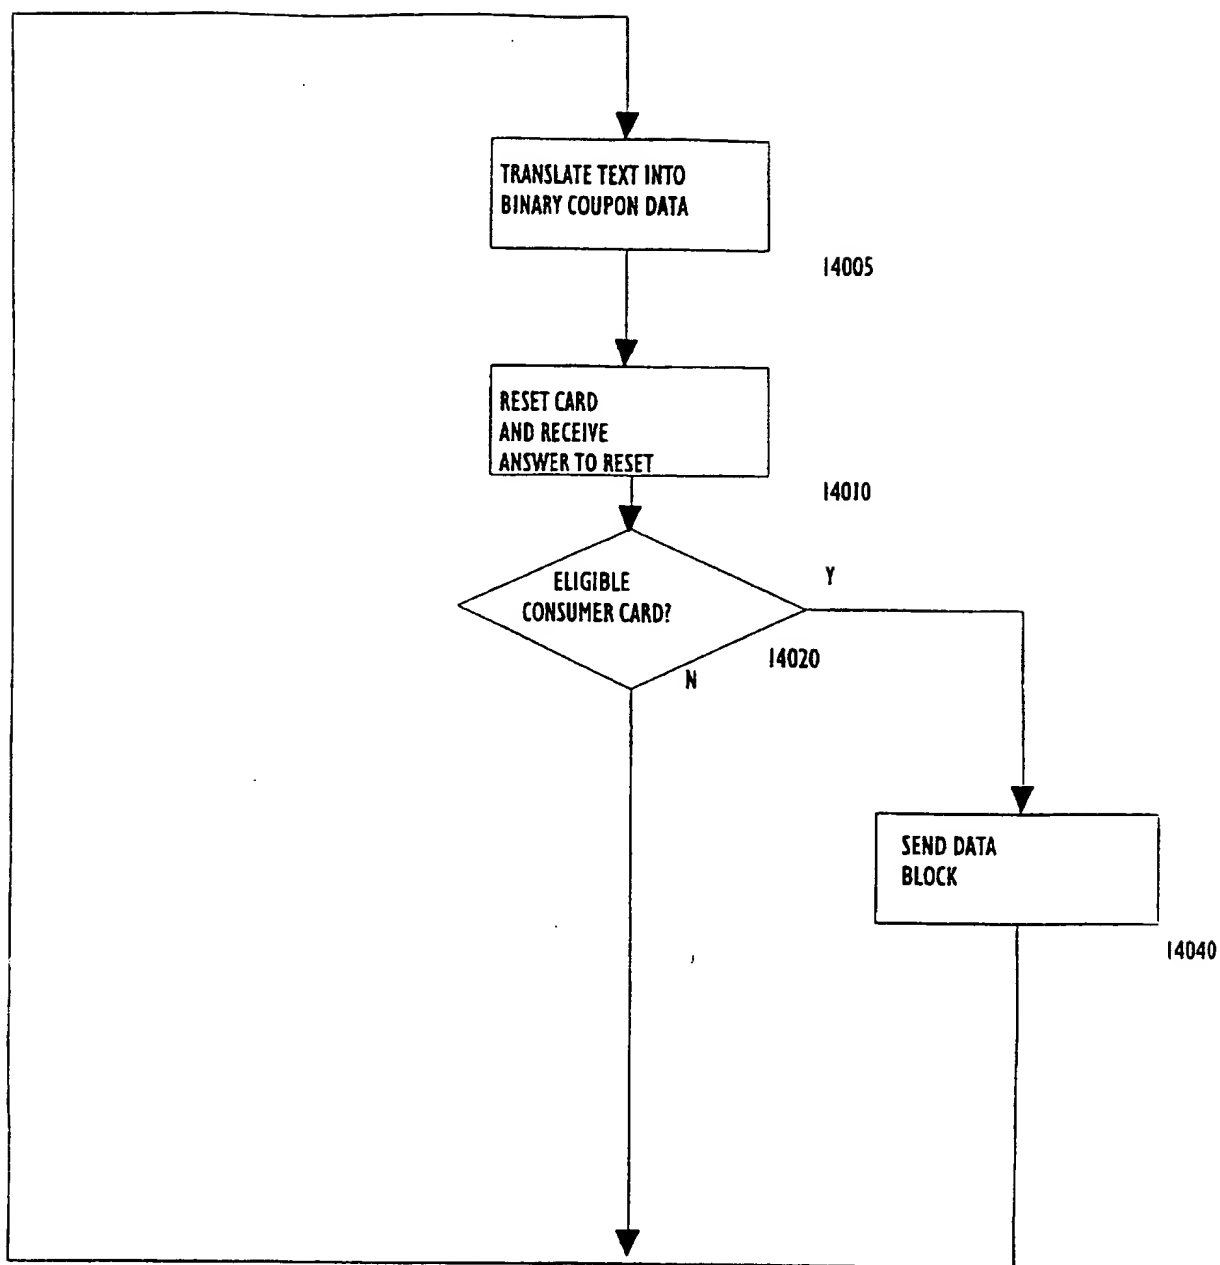 TRANSLATE TEXT INTO
BINARY COUPON DATA
14005
RESET CARD
AND RECEIVE
ANSWER TO RESET
14010
ELIGIBLE
CONSUMER CARD?
Y
14020
N
SEND DATA
BLOCK
14040